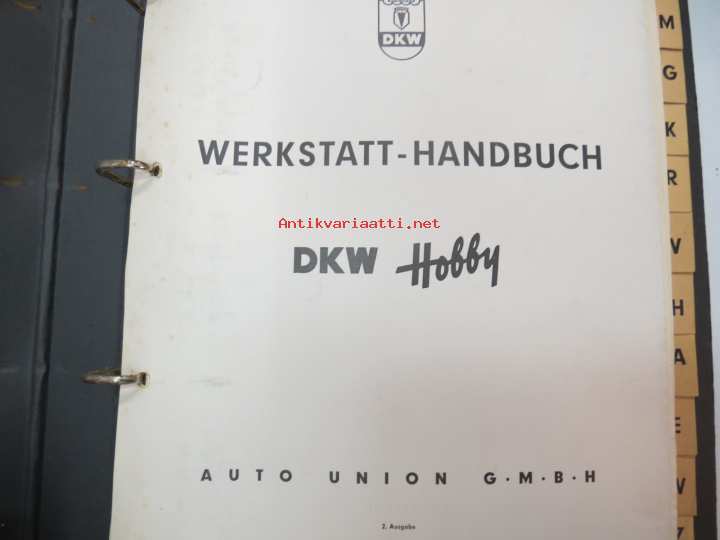 DKW
WERKSTATT-HANDBUCH
Antikvariaatti.net
DKW Hobby
AUTO UNION G·M·B·H
2. Ausgabe
M
G
K
R
W
H
A
E
W